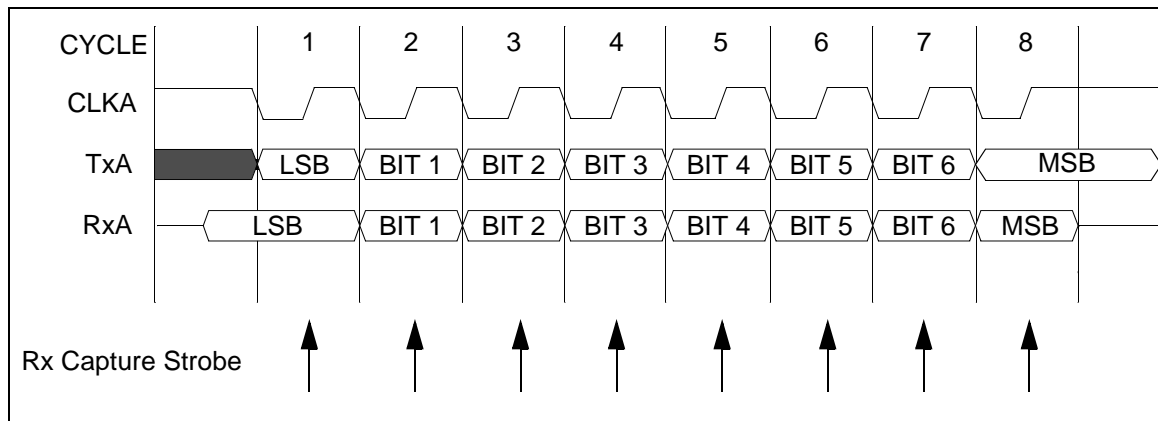 CYCLE 1 2 3 4 5 6 7 8
CLKA
TxA LSB BIT 1 BIT 2 BIT 3 BIT 4 BIT 5 BIT 6 MSB
RxA LSB BIT 1 BIT 2 BIT 3 BIT 4 BIT 5 BIT 6 MSB
Rx Capture Strobe